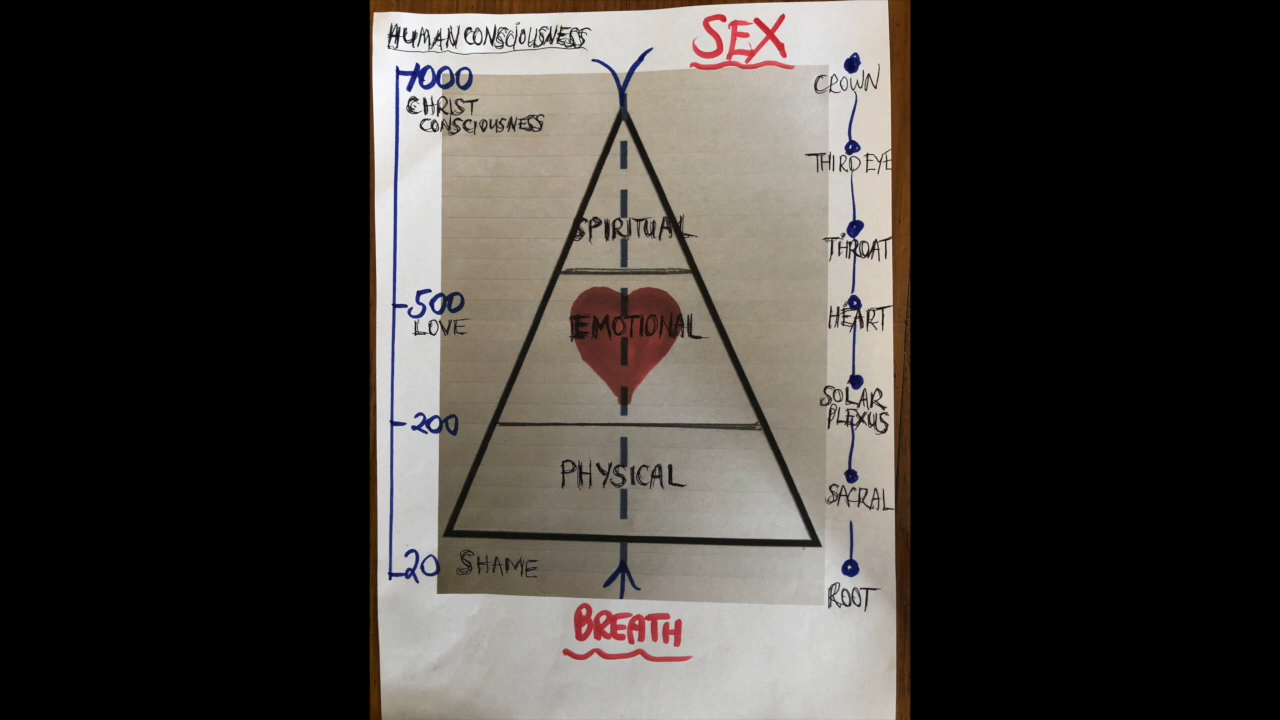 HUMAN CONSCIOUSNESS
SEX
1000
CHRIST
CONSCIOUSNESS
CROWN
THIRD EYE
SPIRITUAL
THROAT
500
LOVE
EMOTIONAL
HEART
SOLAR
PLEXUS
200
PHYSICAL
SACRAL
20
SHAME
ROOT
BREATH